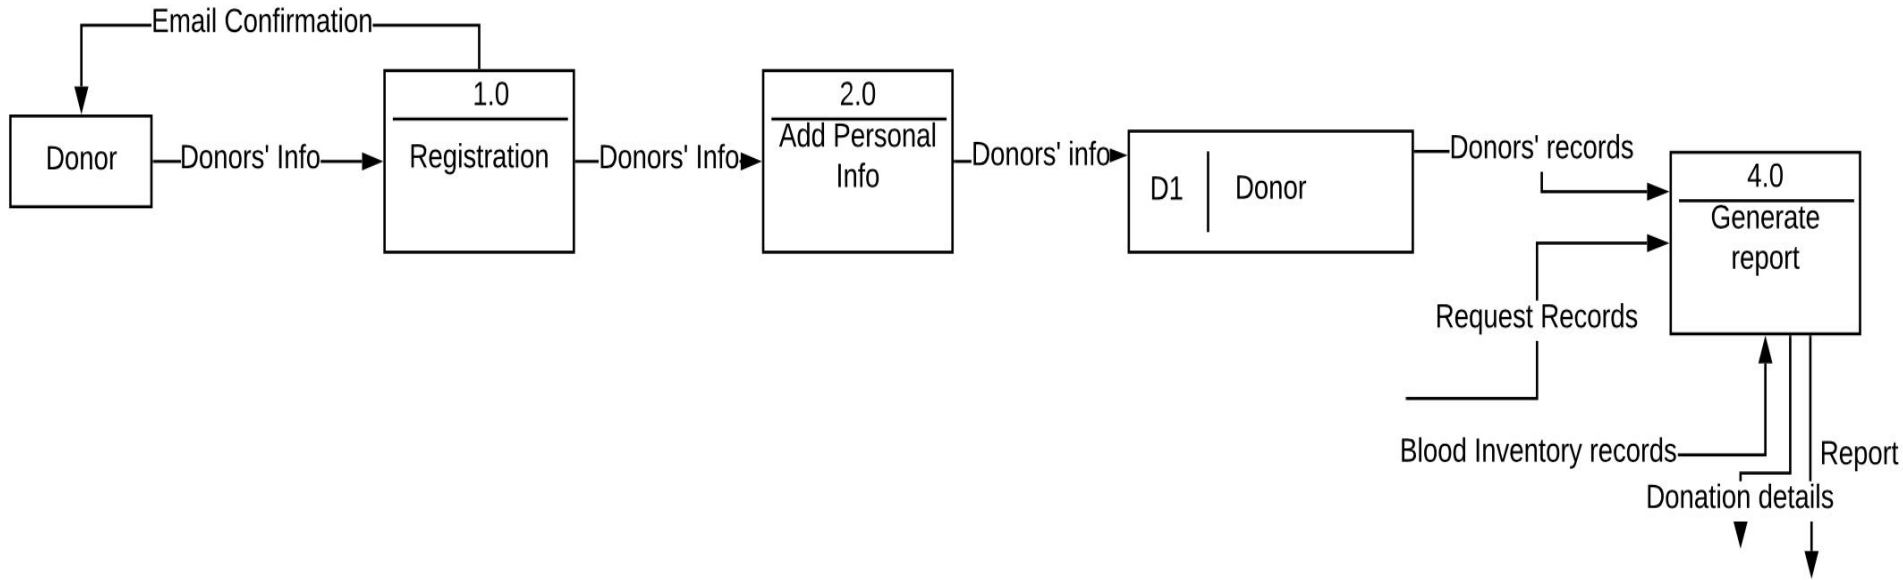 Email Confirmation
Donor
Donors' Info
1.0
Registration
Donors' Info
2.0
Add Personal
Info
Donors' info
D1
Donor
Donors' records
4.0
Generate
report
Request Records
Blood Inventory records
Report
Donation details